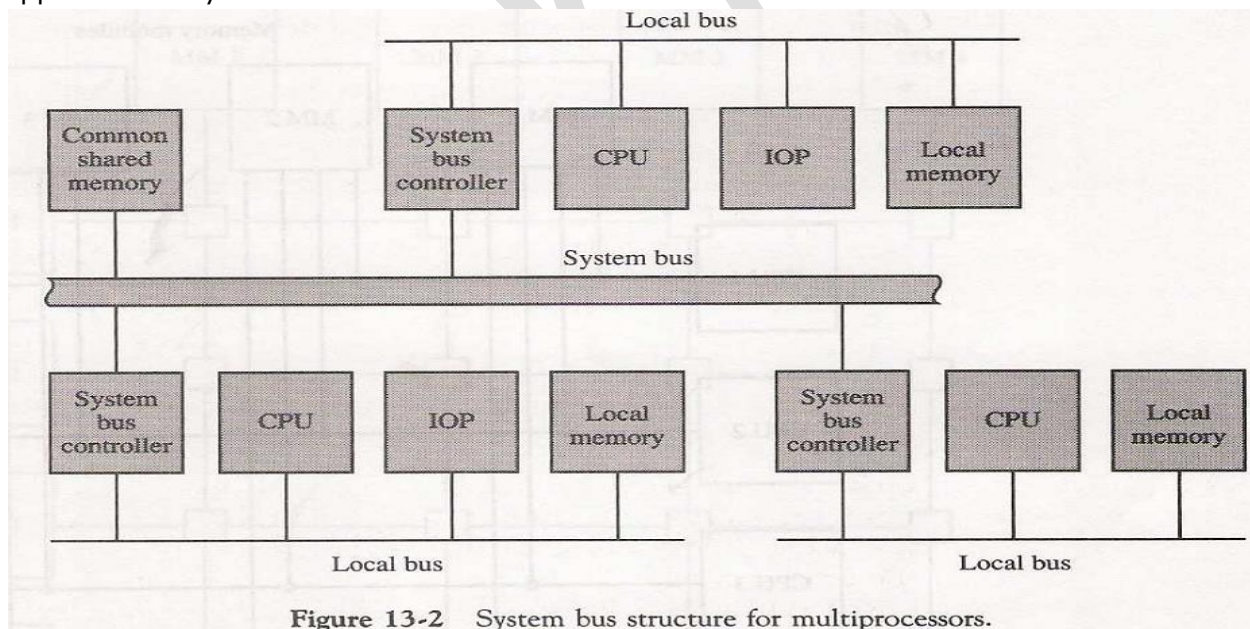 Local bus
Common
shared
memory
System
bus
controller
CPU
IOP
Local
memory
System bus
System
bus
controller
CPU
IOP
Local
memory
System
bus
controller
CPU
Local
memory
Local bus
Local bus
Figure 13-2 System bus structure for multiprocessors.